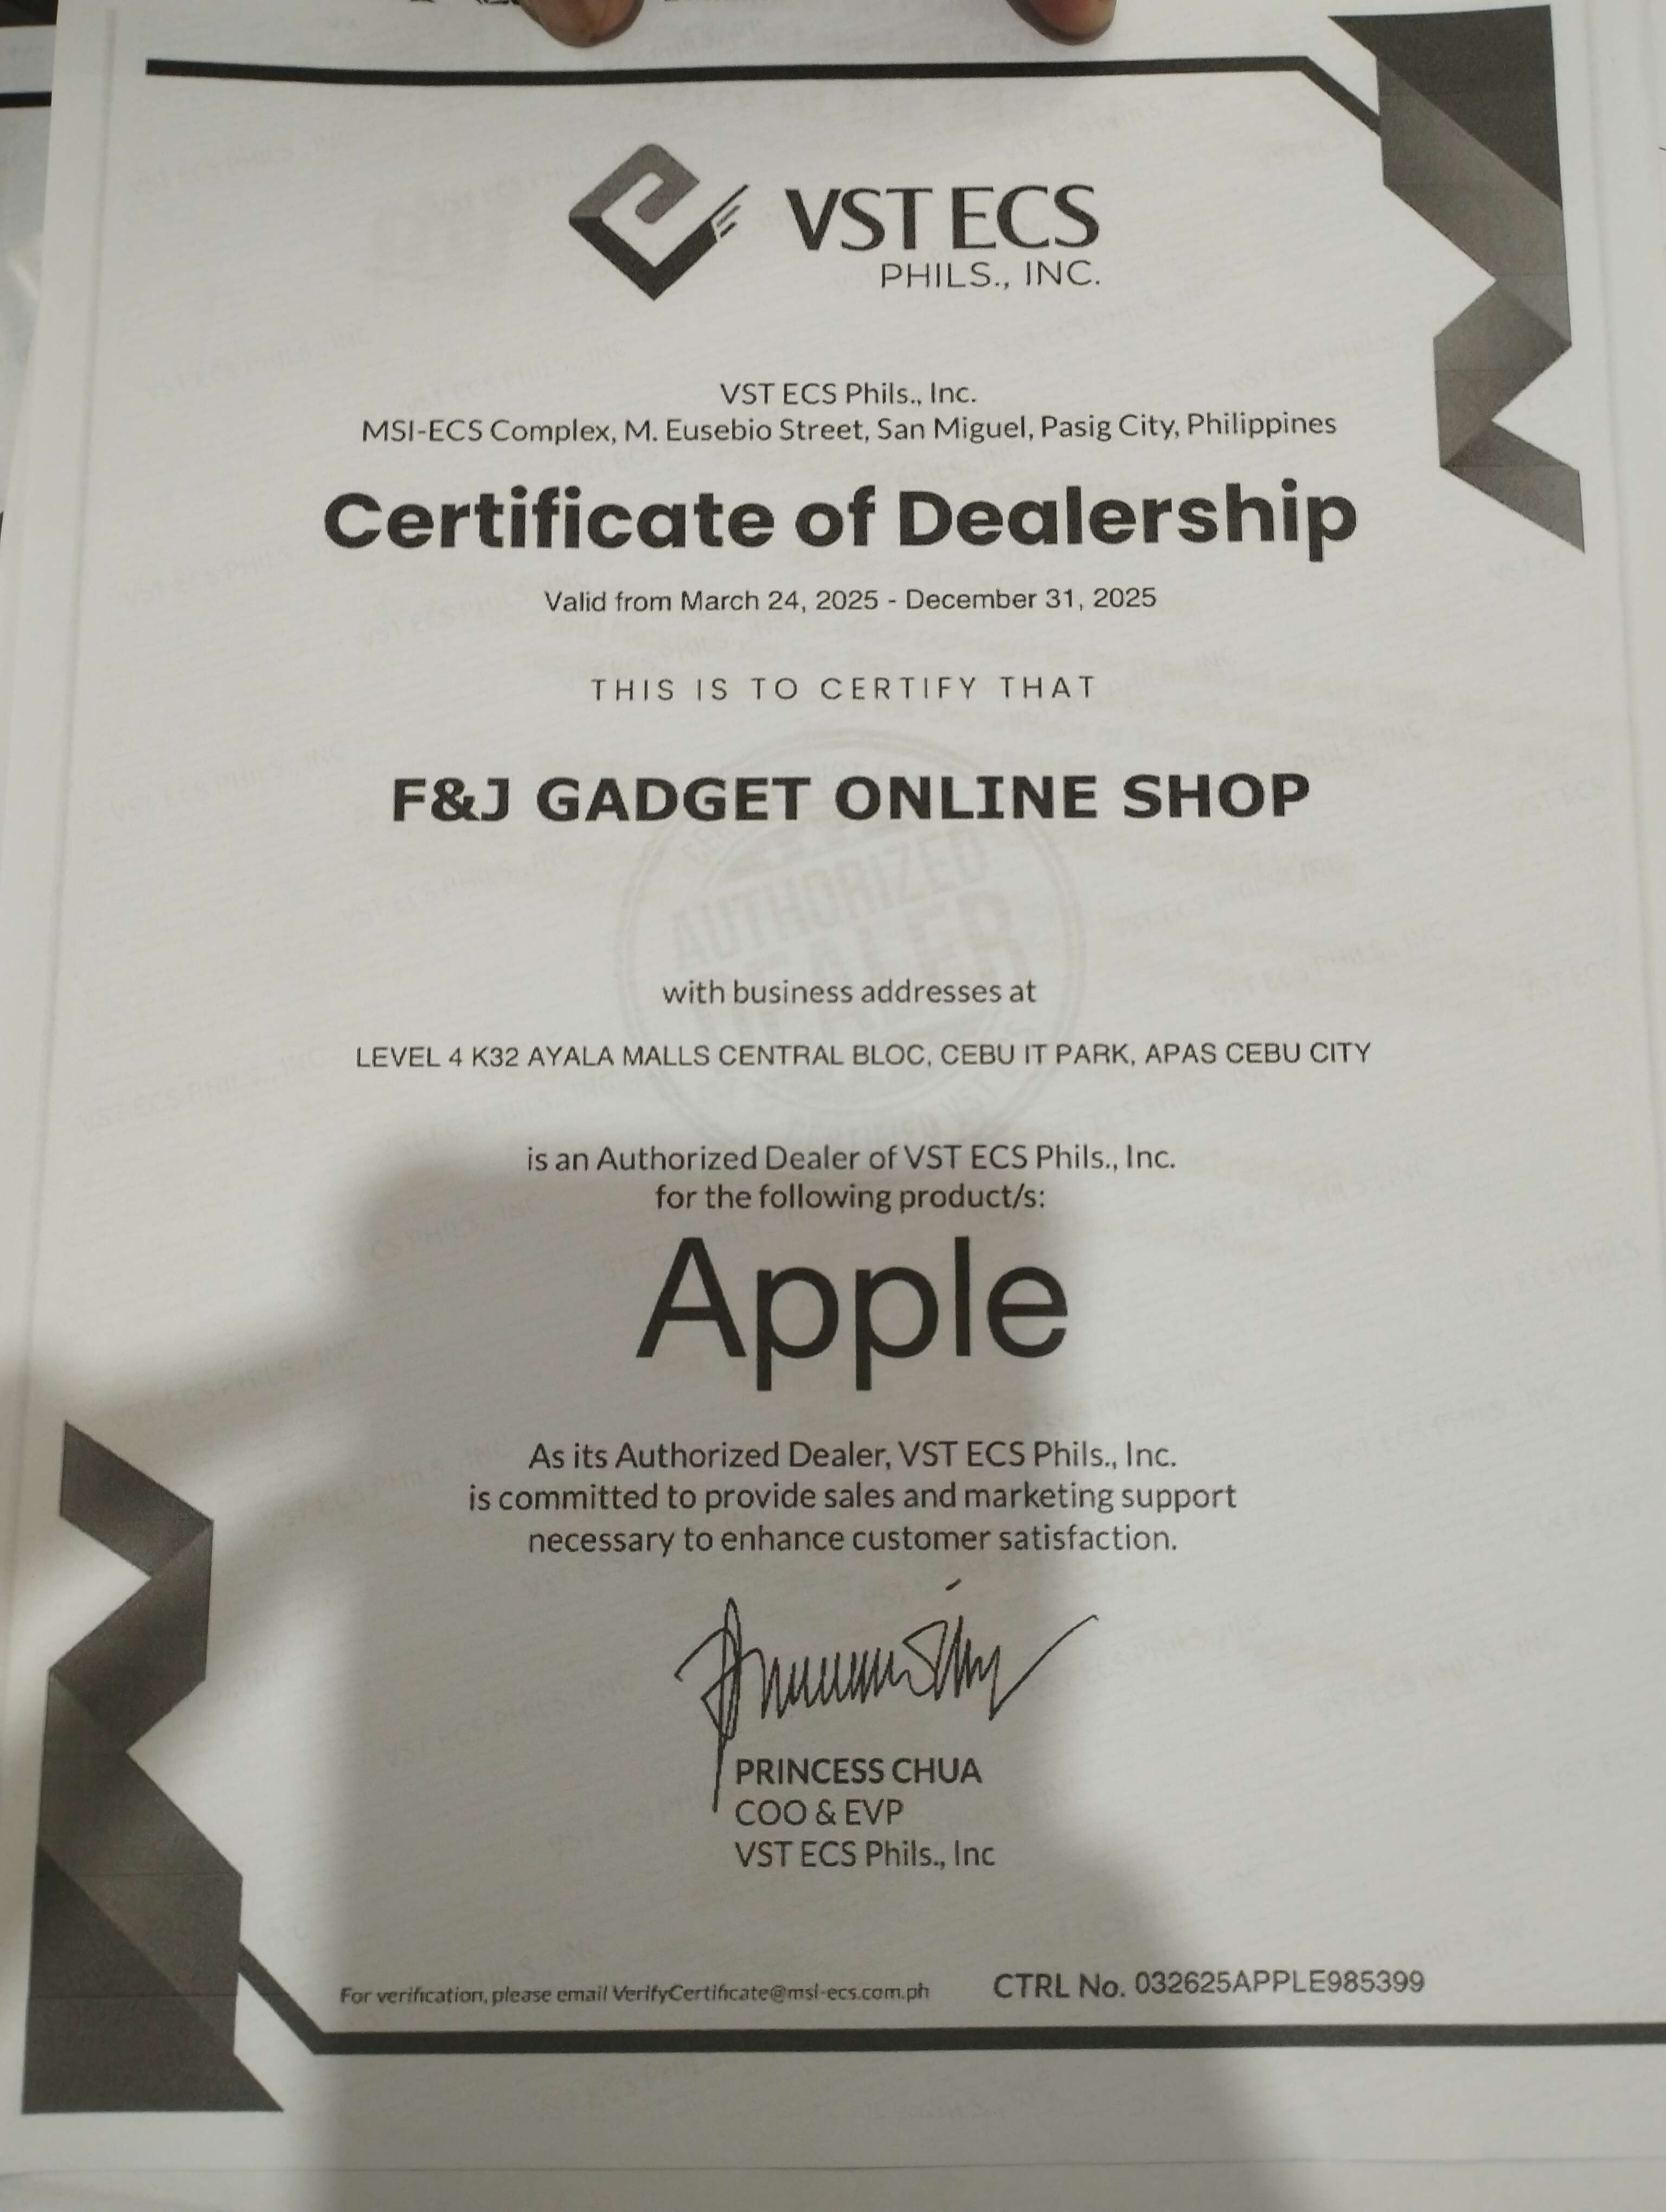 VST ECS
PHILS., INC.
VST ECS Phils., Inc.
MSI-ECS Complex, M. Eusebio Street, San Miguel, Pasig City, Philippines
Certificate of Dealership
Valid from March 24, 2025 - December 31, 2025
THIS IS TO CERTIFY THAT
F&J GADGET ONLINE SHOP
AUTHORIZED
DEALER
with business addresses at
LEVEL 4 K32 AYALA MALLS CENTRAL BLOC, CEBU IT PARK, APAS CEBU CITY
is an Authorized Dealer of VST ECS Phils., Inc.
for the following product/s:
Apple
As its Authorized Dealer, VST ECS Phils., Inc.
is committed to provide sales and marketing support
necessary to enhance customer satisfaction.
PRINCESS CHUA
COO & EVP
VST ECS Phils., Inc
For verification, please email VerifyCertificate@msi-ecs.com.ph
CTRL No. 032625APPLE985399